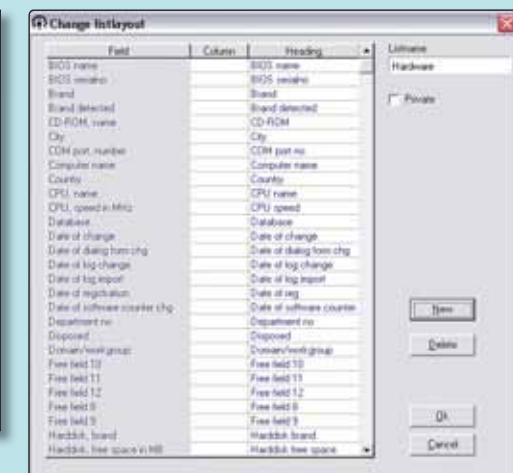 Change listlayout
Field Column Heading
BIOS name BIOS name
BIOS serialno BIOS serialno
Brand Brand
Brand detected Brand detected
CD-ROM, name CD-ROM
City City
COM port, number COM port no
Computer name Computer name
Country Country
CPU, name CPU name
CPU, speed in MHz CPU speed
Database Database
Date of change Date of change
Date of dialog form chg Date of dialog form chg
Date of log change Date of log change
Date of log import Date of log import
Date of registration Date of reg
Date of software counter chg Date of software counter
Department no Department no
Disposed Disposed
Domain/workgroup Domain/workgroup
Free field 10 Free field 10
Free field 11 Free field 11
Free field 12 Free field 12
Free field 8 Free field 8
Free field 9 Free field 9
Harddisk, brand Harddisk brand
Harddisk, free space in MB Harddisk free space
Listname
Hardware
Private
New
Delete
Ok
Cancel